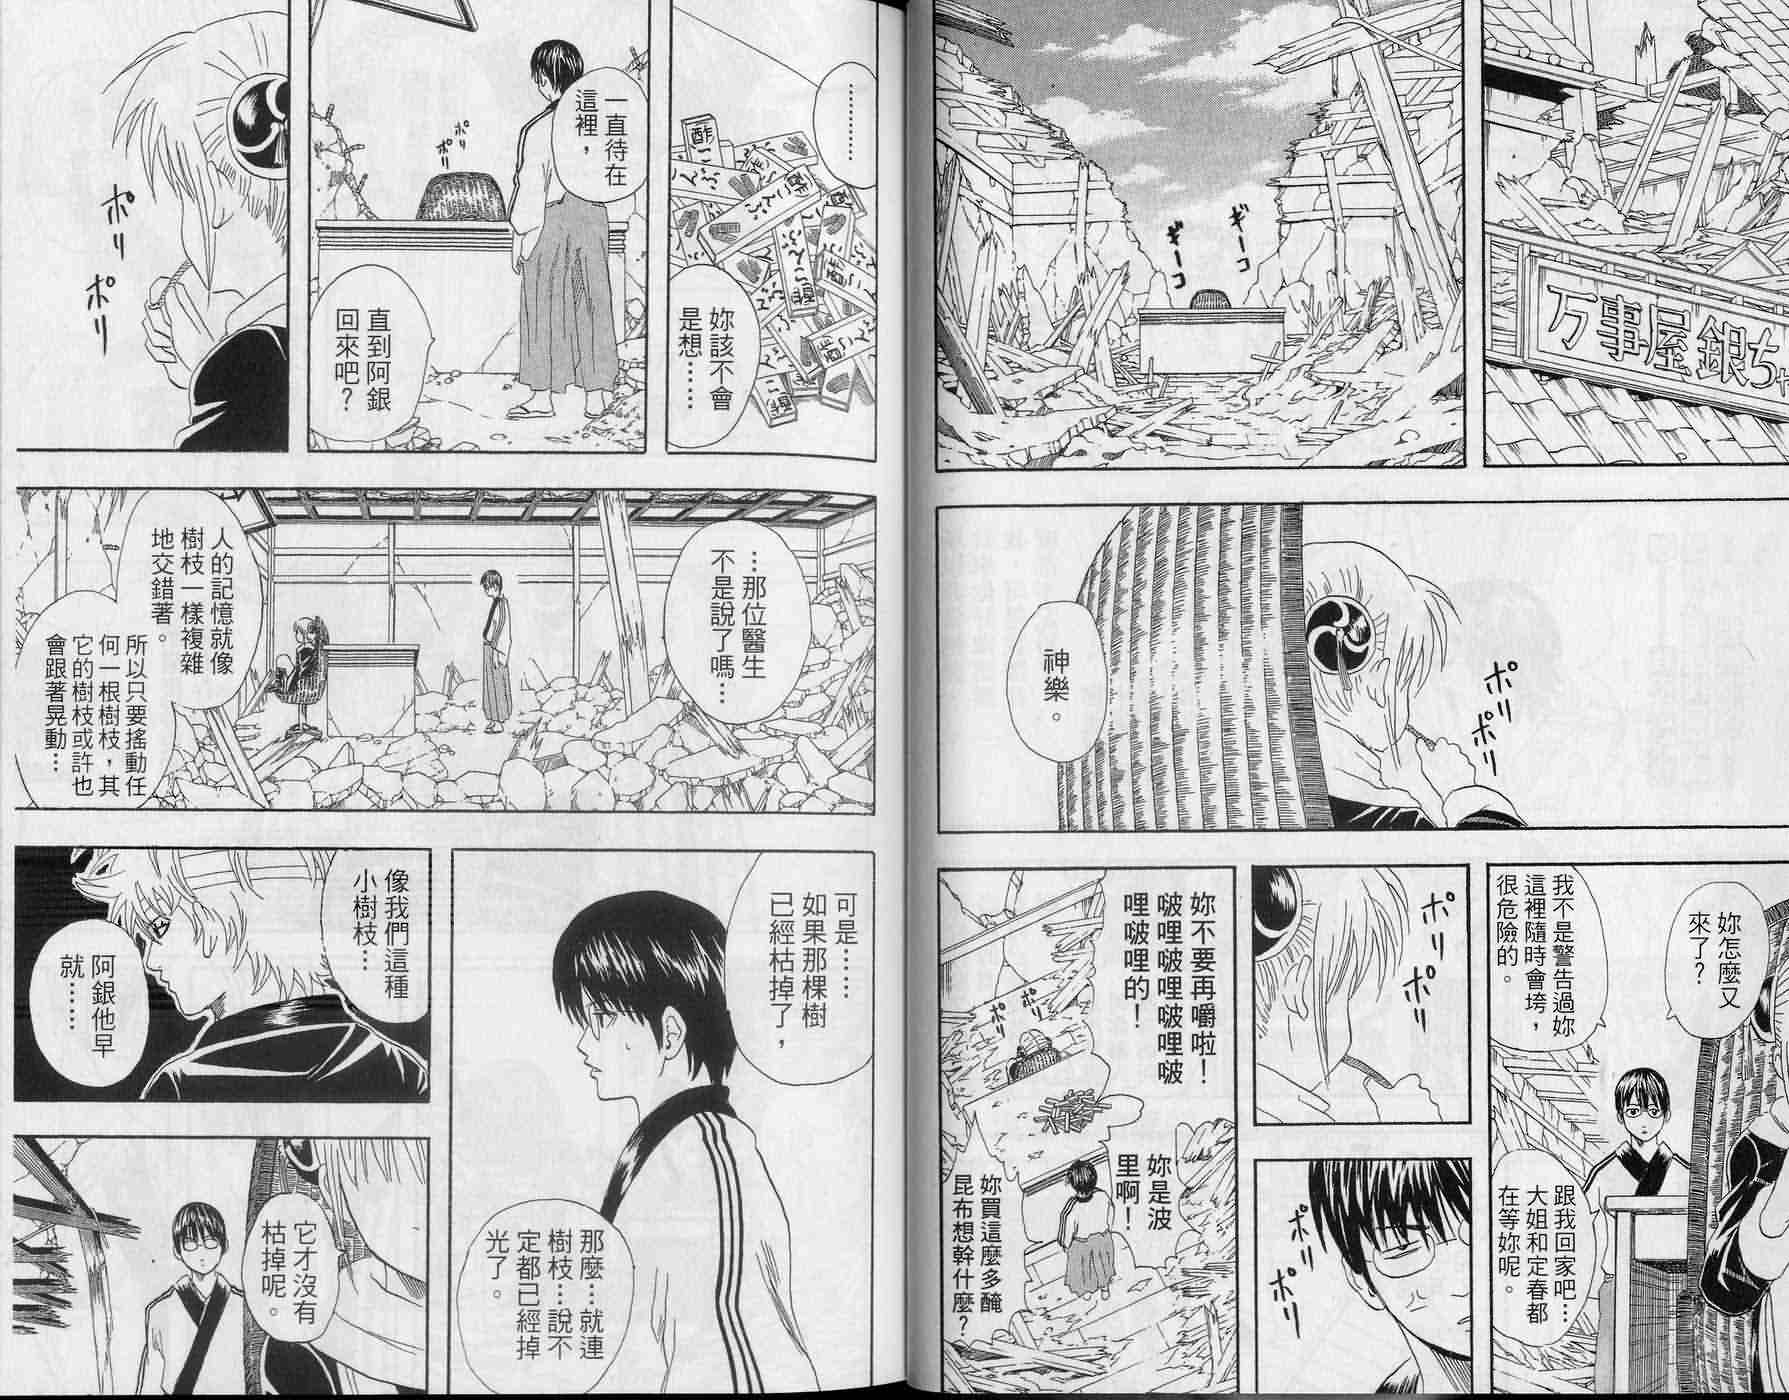 万事屋銀ち
ギーコ
ギーコ
神樂。
ポリ
ポリ
妳怎麼又
來了?
我不是警告過妳
這裡隨時會垮，
很危險的。
跟我回家吧…
大姐和定春都
在等妳呢。
ポリ
ポリ
ポリ
ポリ
妳不要再嚼啦!
啵哩啵哩啵哩啵
哩啵哩的!
ポリ
ポリ
妳是波
里啊!
妳買這麼多醃
昆布想幹什麼?
………
酢こんぶ
妳該不會
是想……
一直待在
這裡，
ポリ
ポリ
直到阿銀
回來吧?
ポリ
ポリ
…那位醫生
不是說了嗎…
人的記憶就像
樹枝一樣複雜
地交錯著。
所以只要搖動任
何一根樹枝，其
它的樹枝或許也
會跟著晃動…
可是……
如果那棵樹
已經枯掉了，
那麼…就連
樹枝…說不
定都已經掉
光了。
像我們這種
小樹枝…
阿銀他早
就……
它才沒有
枯掉呢。